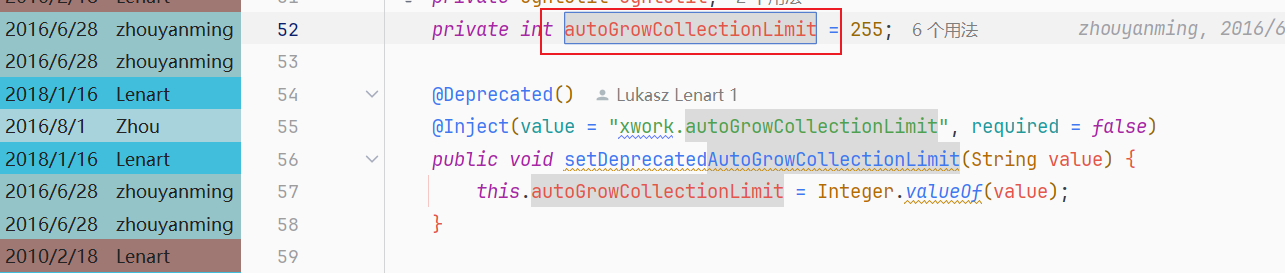 2016/6/28 zhouyanming 52 private int autoGrowCollectionLimit = 255; 6 个用法 zhouyanming, 2016/6
2016/6/28 zhouyanming 53
2018/1/16 Lenart 54 @Deprecated() Lukasz Lenart 1
2016/8/1 Zhou 55 @Inject(value = "xwork.autoGrowCollectionLimit", required = false)
2018/1/16 Lenart 56 public void setDeprecatedAutoGrowCollectionLimit(String value) {
2016/6/28 zhouyanming 57 this.autoGrowCollectionLimit = Integer.valueOf(value);
2016/6/28 zhouyanming 58 }
2010/2/18 Lenart 59